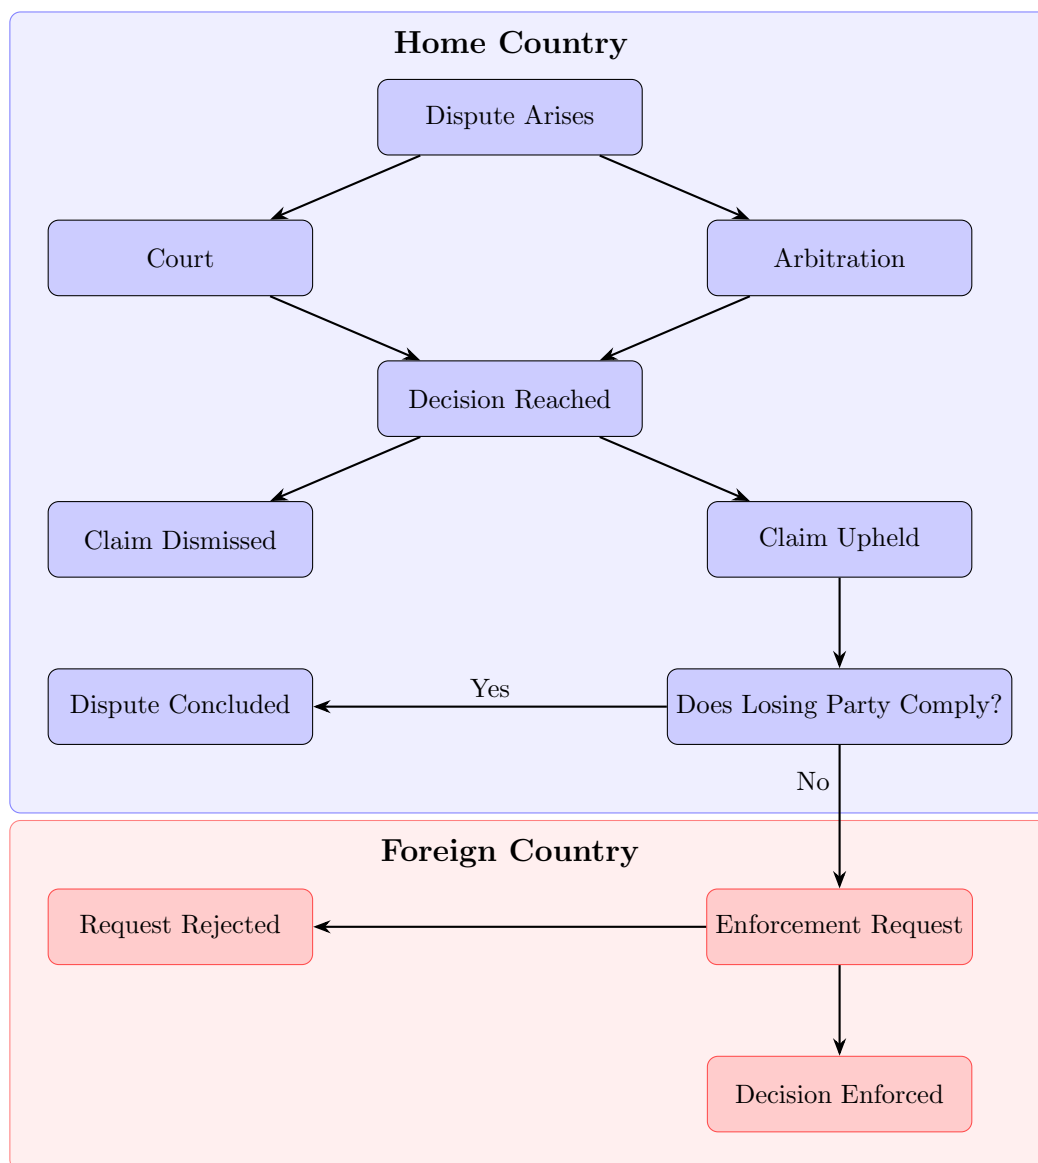 Home Country
Dispute Arises
Court
Arbitration
Decision Reached
Claim Dismissed
Claim Upheld
Dispute Concluded
Yes
Does Losing Party Comply?
No
Foreign Country
Request Rejected
Enforcement Request
Decision Enforced